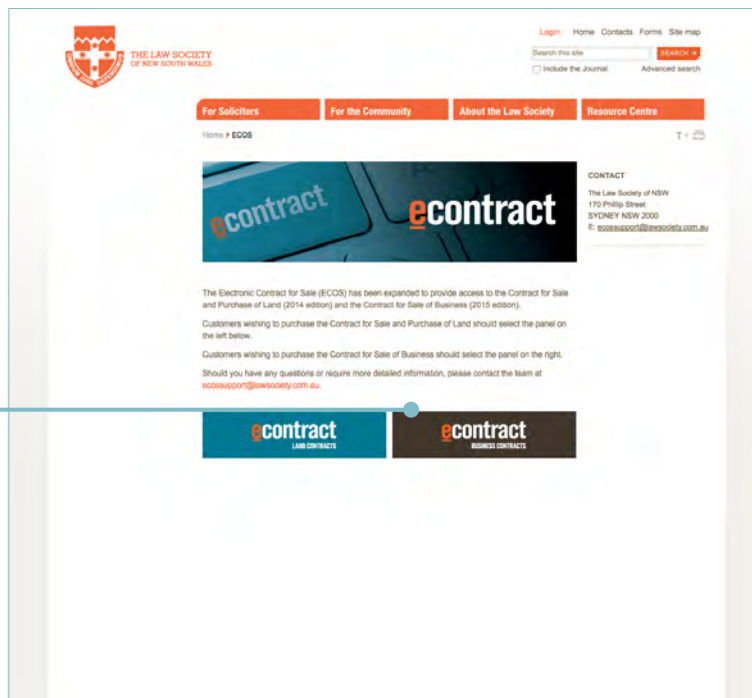 THE LAW SOCIETY
OF NEW SOUTH WALES
Login Home Contacts Forms Site map
Search this site
SEARCH
Include the Journal Advanced search
For Solicitors
For the Community
About the Law Society
Resource Centre
Home ECOS
T +
econtract
econtract
CONTACT
The Law Society of NSW
170 Phillip Street
SYDNEY NSW 2000
E: ecossupport@lawsociety.com.au
The Electronic Contract for Sale (ECOS) has been expanded to provide access to the Contract for Sale
and Purchase of Land (2014 edition) and the Contract for Sale of Business (2015 edition).
Customers wishing to purchase the Contract for Sale and Purchase of Land should select the panel on
the left below.
Customers wishing to purchase the Contract for Sale of Business should select the panel on the right.
Should you have any questions or require more detailed information, please contact the team at
ecossupport@lawsociety.com.au.
econtract
LAND CONTRACTS
econtract
BUSINESS CONTRACTS